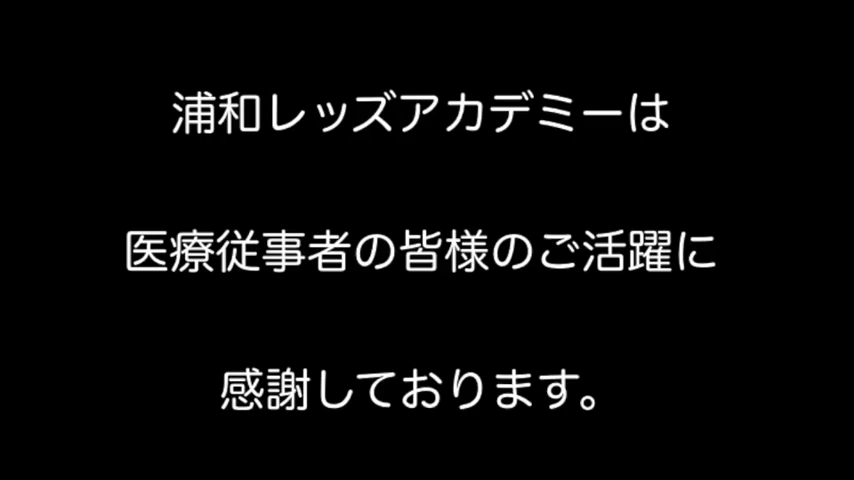 浦和レッズアカデミーは
医療従事者の皆様のご活躍に
感謝しております。